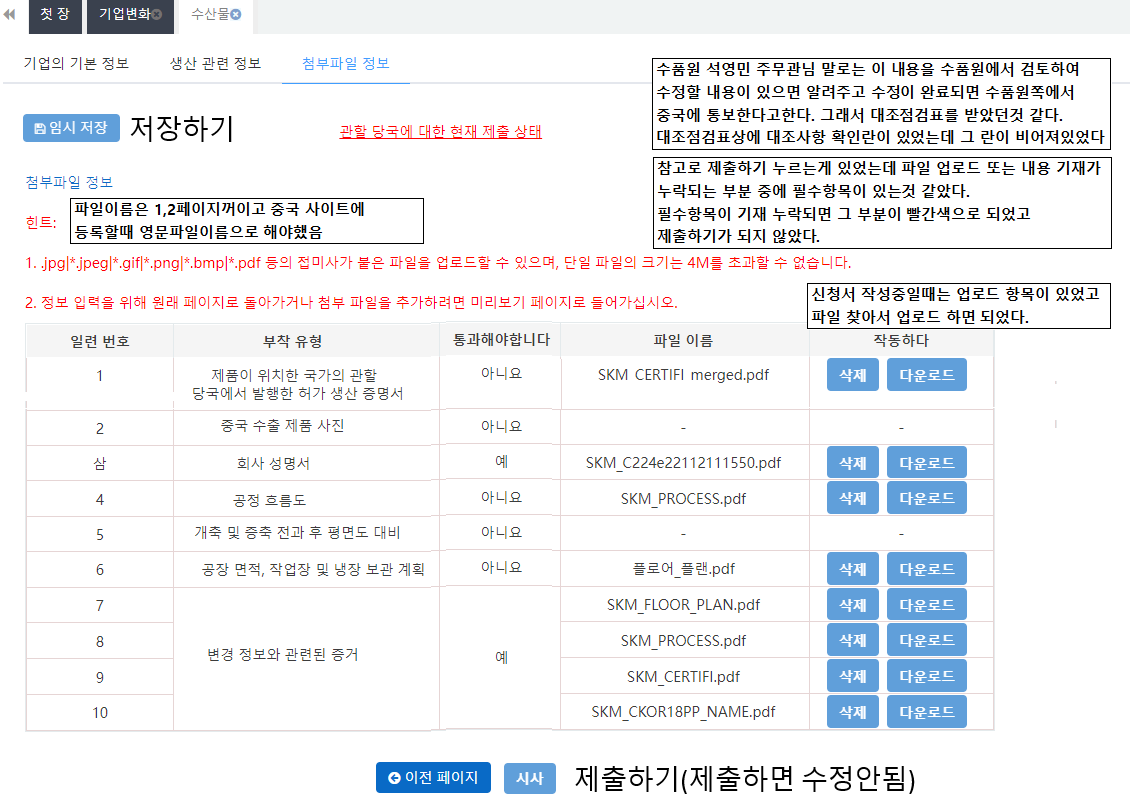 첫 장
기업변화
수산물
기업의 기본 정보
생산 관련 정보
첨부파일 정보
수품원 석영민 주무관님 말로는 이 내용을 수품원에서 검토하여
수정할 내용이 있으면 알려주고 수정이 완료되면 수품원쪽에서
중국에 통보한다고한다. 그래서 대조점검표를 받았던것 같다.
대조점검표상에 대조사항 확인란이 있었는데 그 란이 비어져있었다
임시 저장
저장하기
관할 당국에 대한 현재 제출 상태
참고로 제출하기 누르는게 있었는데 파일 업로드 또는 내용 기재가
누락되는 부분 중에 필수항목이 있는것 같았다.
필수항목이 기재 누락되면 그 부분이 빨간색으로 되었고
제출하기가 되지 않았다.
첨부파일 정보
힌트:
파일이름은 1,2페이지꺼이고 중국 사이트에
등록할때 영문파일이름으로 해야했음
1. .jpg|*.jpeg|*.gif|*.png|*.bmp|*.pdf 등의 접미사가 붙은 파일을 업로드할 수 있으며, 단일 파일의 크기는 4M를 초과할 수 없습니다.
2. 정보 입력을 위해 원래 페이지로 돌아가거나 첨부 파일을 추가하려면 미리보기 페이지로 들어가십시오.
신청서 작성중일때는 업로드 항목이 있었고
파일 찾아서 업로드 하면 되었다.
일련 번호 부착 유형 통과해야합니다 파일 이름 작동하다
1 제품이 위치한 국가의 관할 아니요 SKM CERTIFI merged.pdf 삭제 다운로드
당국에서 발행한 허가 생산 증명서
2 중국 수출 제품 사진 아니요 - -
삼 회사 성명서 예 SKM_C224e22112111550.pdf 삭제 다운로드
4 공정 흐름도 아니요 SKM_PROCESS.pdf 삭제 다운로드
5 개축 및 증축 전과 후 평면도 대비 아니요 - -
6 공장 면적, 작업장 및 냉장 보관 계획 아니요 플로어_플랜.pdf 삭제 다운로드
7 SKM_FLOOR_PLAN.pdf 삭제 다운로드
8 SKM_PROCESS.pdf 삭제 다운로드
변경 정보와 관련된 증거 예
9 SKM_CERTIFI.pdf 삭제 다운로드
10 SKM_CKOR18PP_NAME.pdf 삭제 다운로드
이전 페이지
시사
제출하기(제출하면 수정안됨)